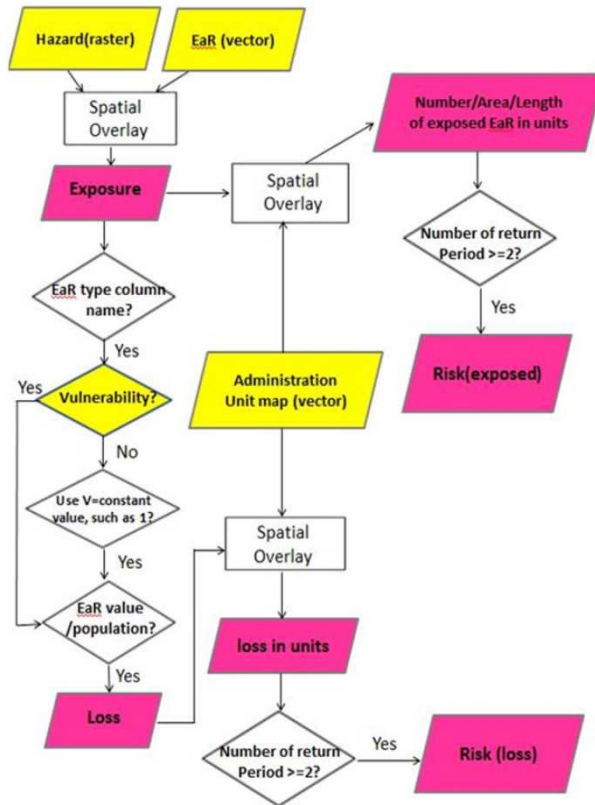 Hazard(raster)
EaR (vector)
Spatial
Overlay
Exposure
Spatial
Overlay
Number/Area/Length
of exposed EaR in units
Number of return
Period >=2?
Yes
Risk(exposed)
EaR type column
name?
Yes
Yes
Vulnerability?
No
Use V=constant
value, such as 1?
Yes
EaR value
/population?
Yes
Loss
Administration
Unit map (vector)
Spatial
Overlay
loss in units
Number of return
Period >=2?
Yes
Risk (loss)